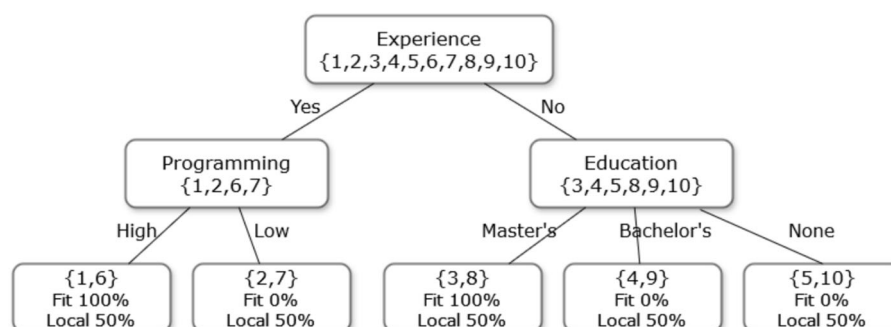 Experience
{1,2,3,4,5,6,7,8,9,10}
Yes
No
Programming
{1,2,6,7}
Education
{3,4,5,8,9,10}
High
Low
Master's
Bachelor's
None
{1,6}
Fit 100%
Local 50%
{2,7}
Fit 0%
Local 50%
{3,8}
Fit 100%
Local 50%
{4,9}
Fit 0%
Local 50%
{5,10}
Fit 0%
Local 50%